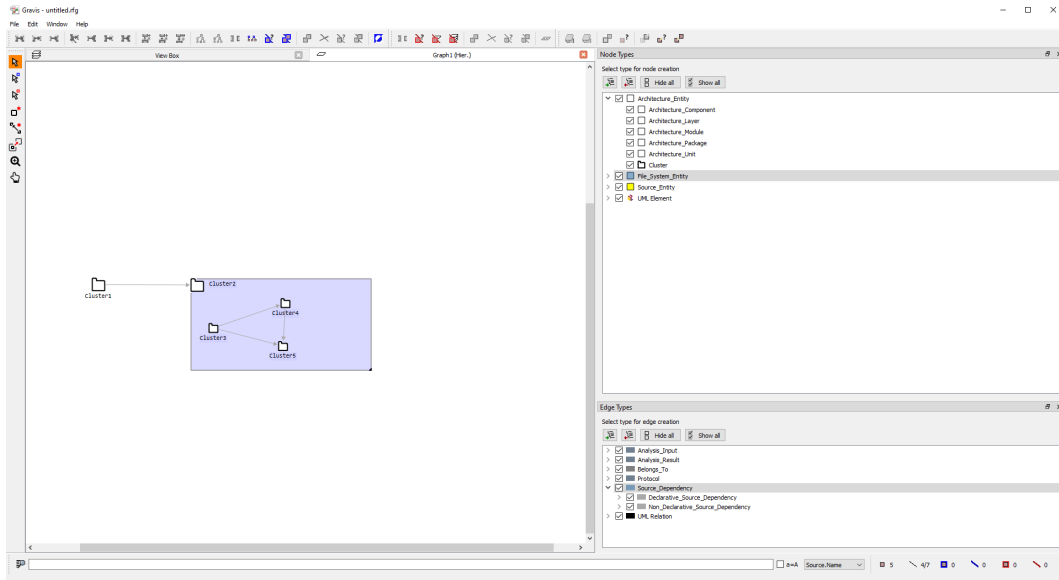 Gravis - untitled.rfg
File Edit Window Help
View Box
Graph1 (Hier.)
Cluster1
Cluster2
Cluster4
Cluster3
Cluster5
Node Types
Select type for node creation
Hide all Show all
Architecture_Entity
Architecture_Component
Architecture_Layer
Architecture_Module
Architecture_Package
Architecture_Unit
Cluster
File_System_Entity
Source_Entity
UML Element
Edge Types
Select type for edge creation
Hide all Show all
Analysis_Input
Analysis_Result
Belongs_To
Protocol
Source_Dependency
Declarative_Source_Dependency
Non_Declarative_Source_Dependency
UML Relation
a=A Source.Name 5 4/7 0 0 0 0